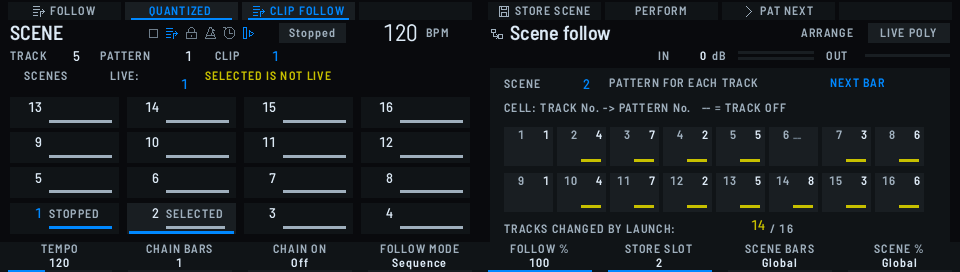 FOLLOW QUANTIZED CLIP FOLLOW STORE SCENE PERFORM PAT NEXT
SCENE Stopped 120 BPM Scene follow ARRANGE LIVE POLY
TRACK 5 PATTERN 1 CLIP 1 IN 0 dB OUT
SCENES LIVE: 1 SELECTED IS NOT LIVE SCENE 2 PATTERN FOR EACH TRACK NEXT BAR
13 14 15 16 CELL: TRACK No. -> PATTERN No. -- = TRACK OFF
9 10 11 12 1 1 2 4 3 7 4 2 5 5 6 -- 7 3 8 6
5 6 7 8 9 1 10 4 11 7 12 2 13 5 14 8 15 3 16 6
1 STOPPED 2 SELECTED 3 4 TRACKS CHANGED BY LAUNCH: 14 / 16
TEMPO CHAIN BARS CHAIN ON FOLLOW MODE FOLLOW % STORE SLOT SCENE BARS SCENE %
120 1 Off Sequence 100 2 Global Global